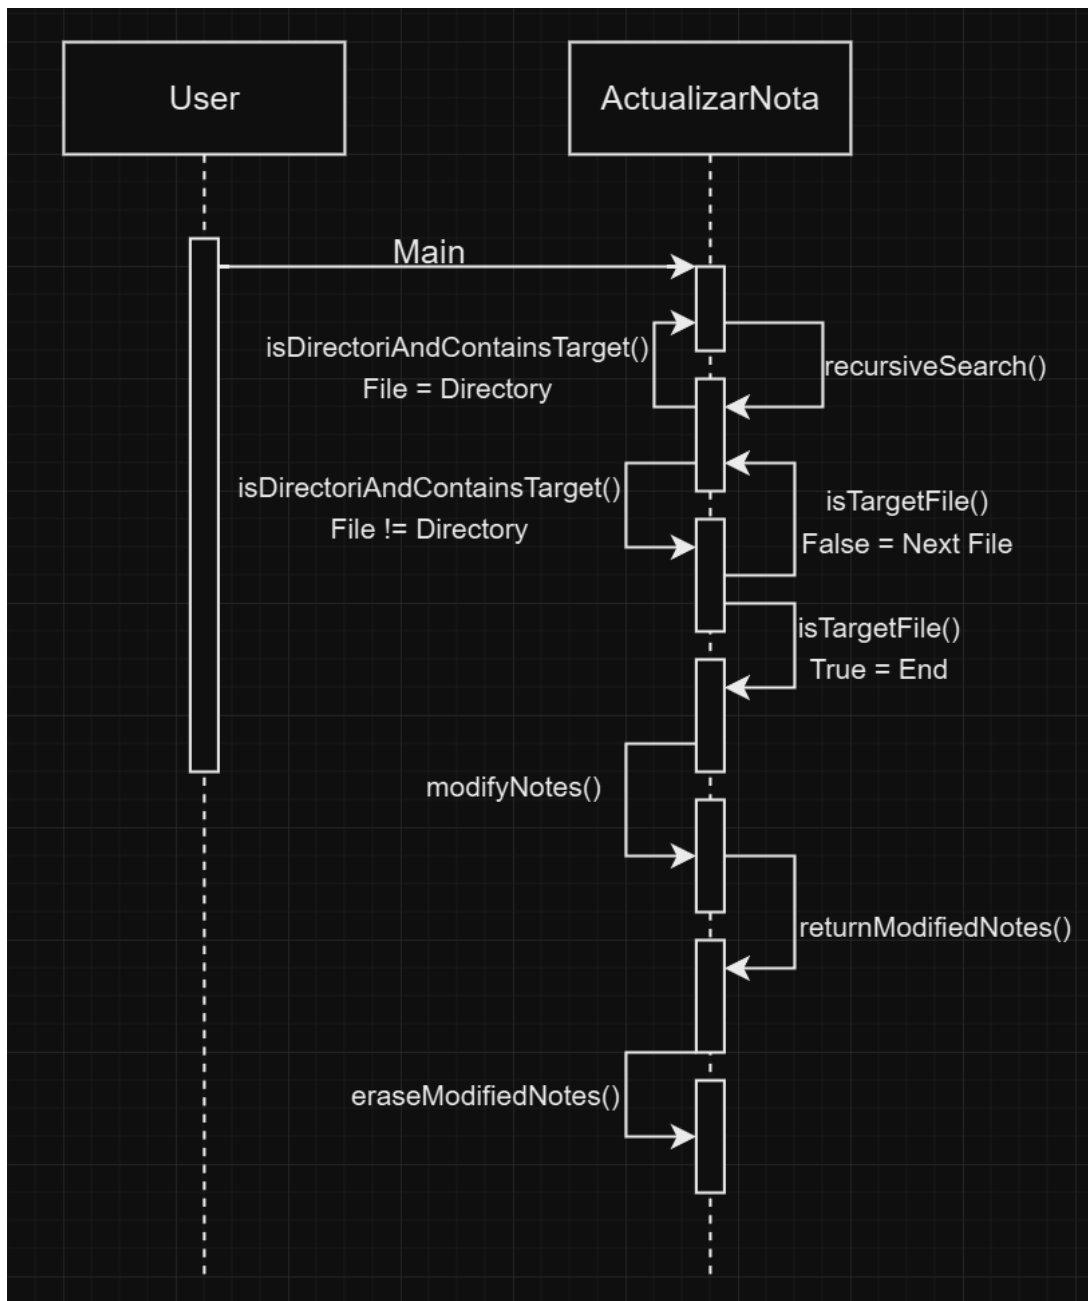 User
ActualizarNota
Main
isDirectoriAndContainsTarget()
File = Directory
recursiveSearch()
isDirectoriAndContainsTarget()
File != Directory
isTargetFile()
False = Next File
isTargetFile()
True = End
modifyNotes()
returnModifiedNotes()
eraseModifiedNotes()